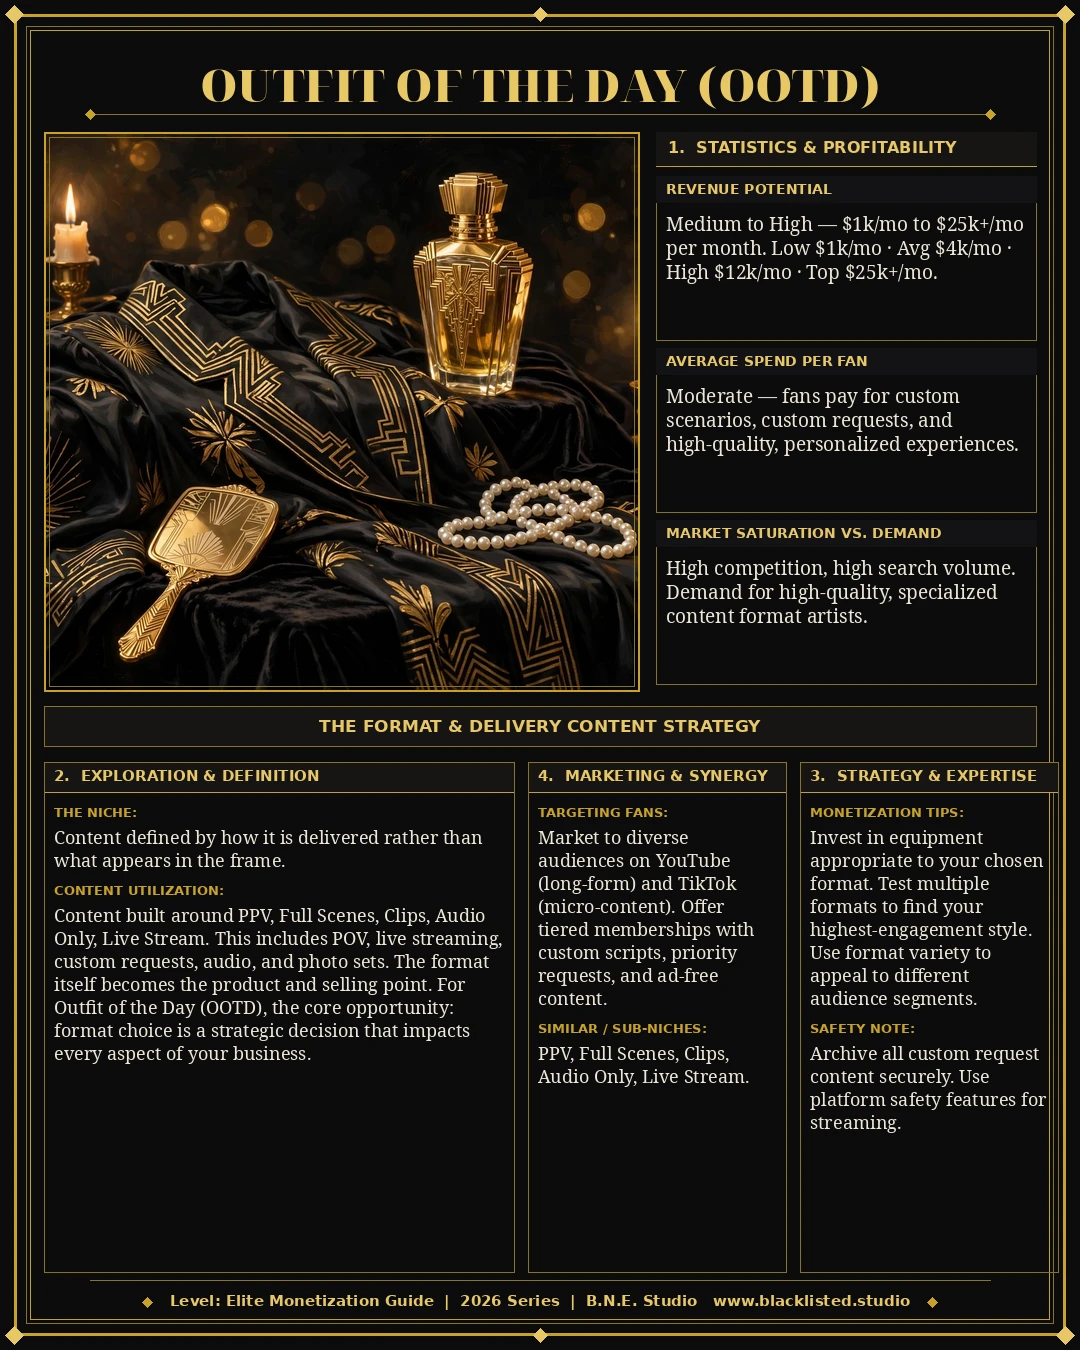 OUTFIT OF THE DAY (OOTD)
1. STATISTICS & PROFITABILITY
REVENUE POTENTIAL
Medium to High — $1k/mo to $25k+/mo
per month. Low $1k/mo · Avg $4k/mo ·
High $12k/mo · Top $25k+/mo.
AVERAGE SPEND PER FAN
Moderate — fans pay for custom
scenarios, custom requests, and
high-quality, personalized experiences.
MARKET SATURATION VS. DEMAND
High competition, high search volume.
Demand for high-quality, specialized
content format artists.
THE FORMAT & DELIVERY CONTENT STRATEGY
2. EXPLORATION & DEFINITION
THE NICHE:
Content defined by how it is delivered rather than
what appears in the frame.
CONTENT UTILIZATION:
Content built around PPV, Full Scenes, Clips, Audio
Only, Live Stream. This includes POV, live streaming,
custom requests, audio, and photo sets. The format
itself becomes the product and selling point. For
Outfit of the Day (OOTD), the core opportunity:
format choice is a strategic decision that impacts
every aspect of your business.
4. MARKETING & SYNERGY
TARGETING FANS:
Market to diverse
audiences on YouTube
(long-form) and TikTok
(micro-content). Offer
tiered memberships with
custom scripts, priority
requests, and ad-free
content.
SIMILAR / SUB-NICHES:
PPV, Full Scenes, Clips,
Audio Only, Live Stream.
3. STRATEGY & EXPERTISE
MONETIZATION TIPS:
Invest in equipment
appropriate to your chosen
format. Test multiple
formats to find your
highest-engagement style.
Use format variety to
appeal to different
audience segments.
SAFETY NOTE:
Archive all custom request
content securely. Use
platform safety features for
streaming.
Level: Elite Monetization Guide | 2026 Series | B.N.E. Studio www.blacklisted.studio